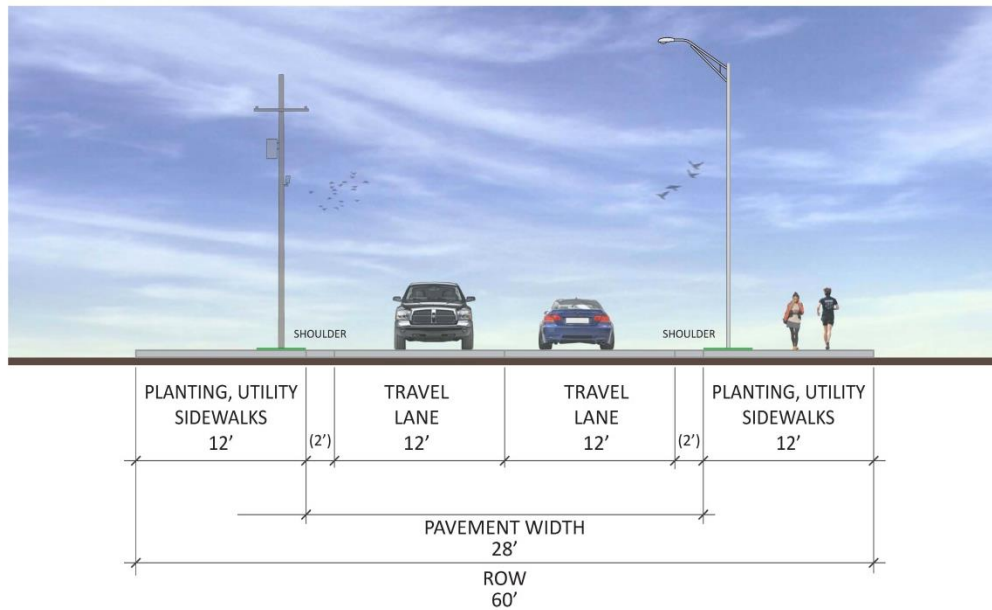 SHOULDER
SHOULDER
PLANTING, UTILITY
SIDEWALKS
12’
(2’)
TRAVEL
LANE
12’
TRAVEL
LANE
12’
(2’)
PLANTING, UTILITY
SIDEWALKS
12’
PAVEMENT WIDTH
28’
ROW
60’